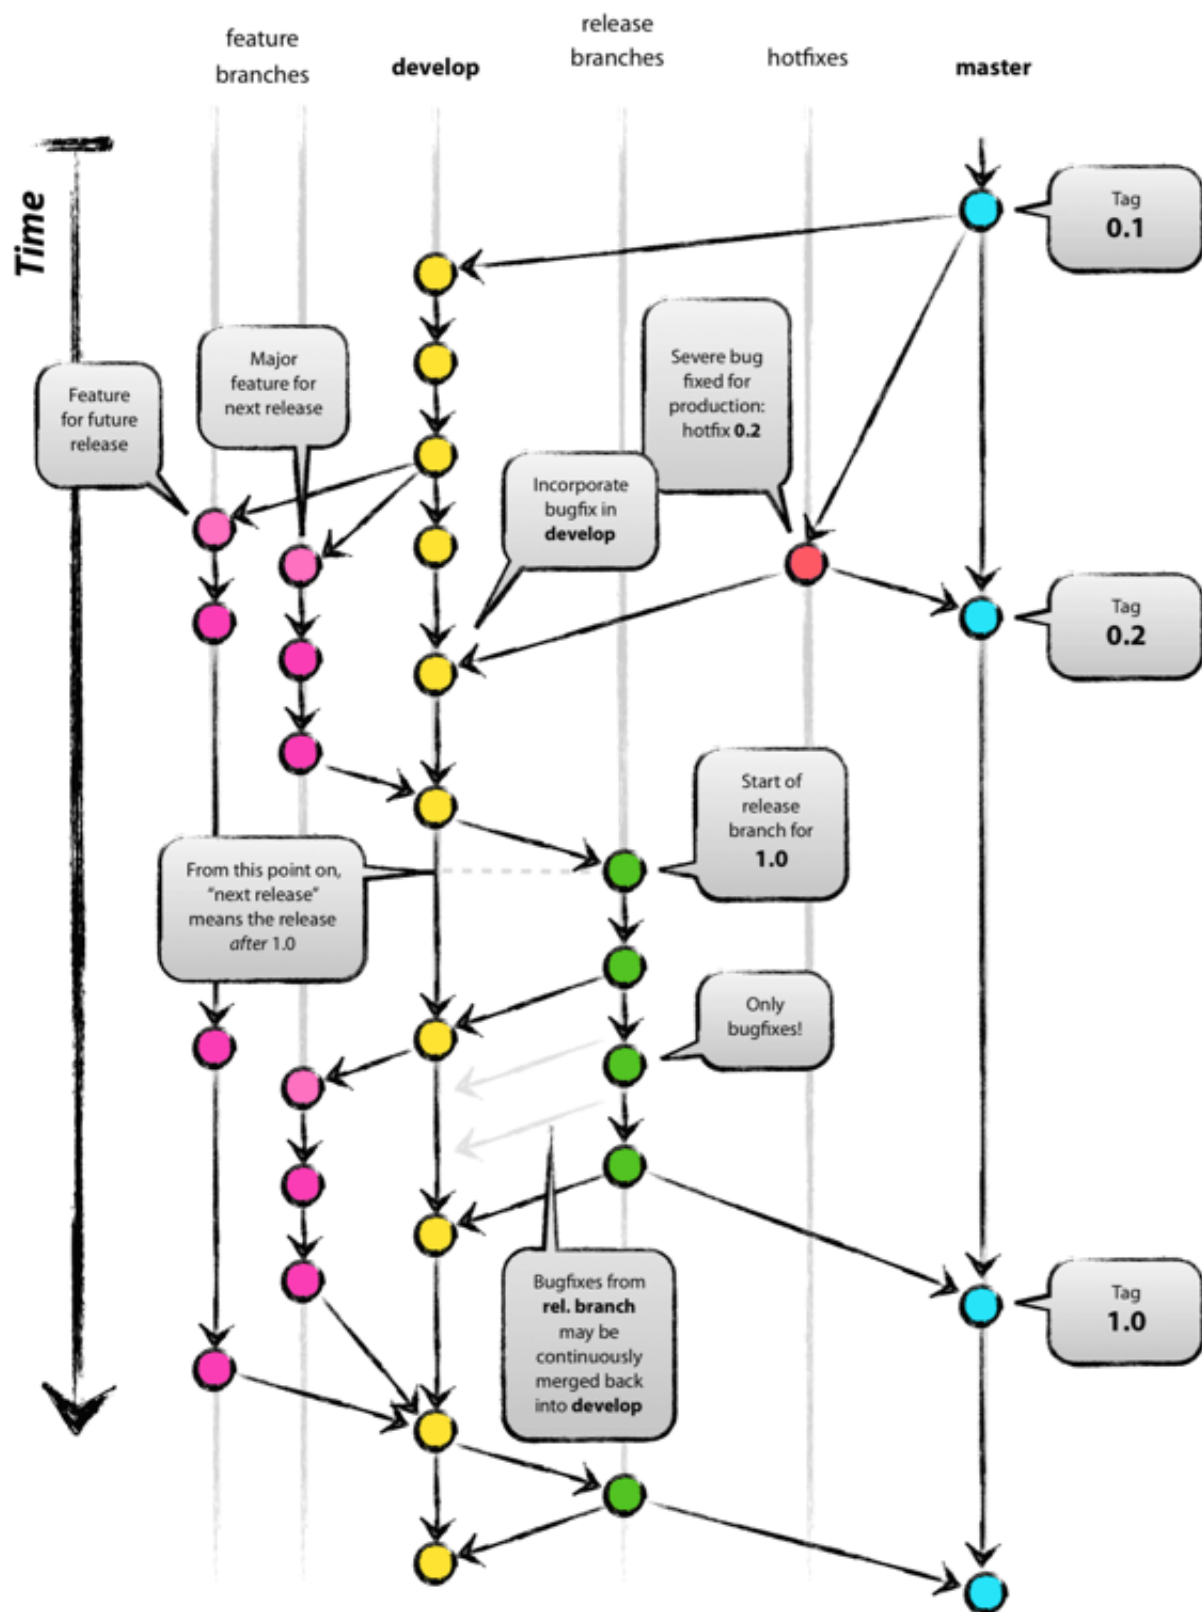 feature
branches
develop
release
branches
hotfixes
master
Time
Tag
0.1
Major
feature for
next release
Severe bug
fixed for
production:
hotfix 0.2
Feature
for future
release
Incorporate
bugfix in
develop
Tag
0.2
Start of
release
branch for
1.0
From this point on,
“next release”
means the release
after 1.0
Only
bugfixes!
Bugfixes from
rel. branch
may be
continuously
merged back
into develop
Tag
1.0